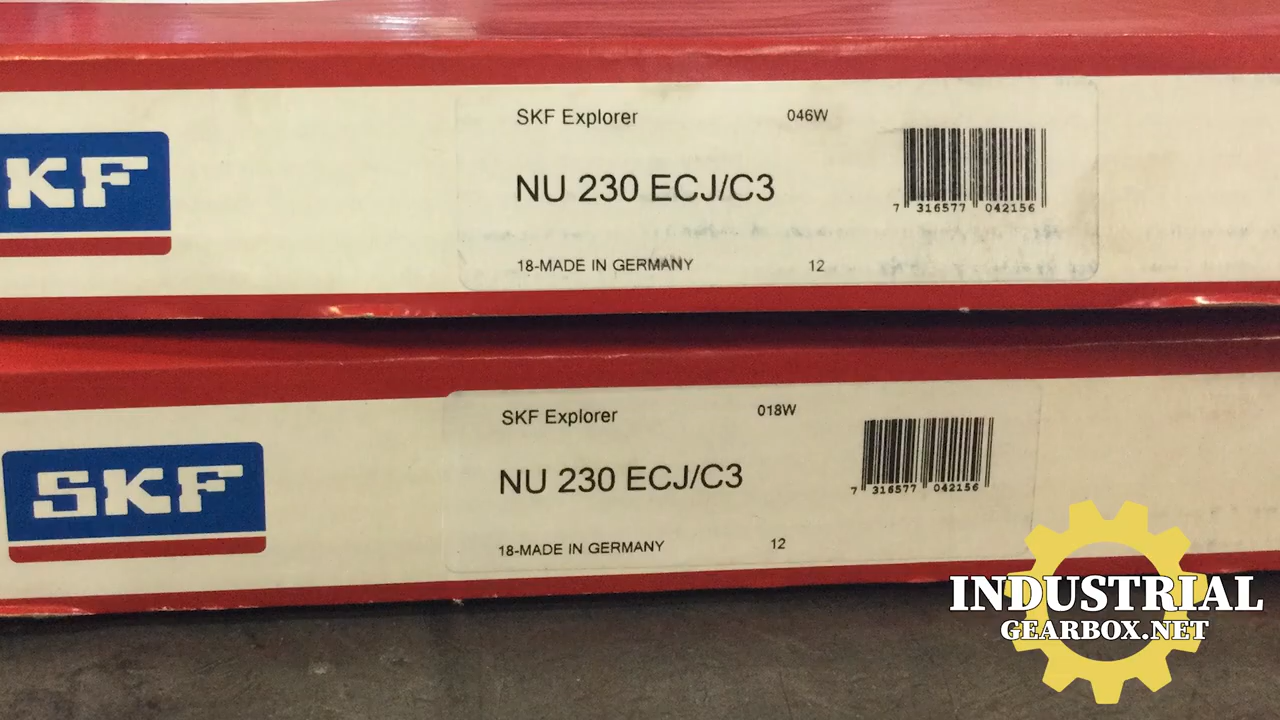 KF
SKF Explorer 046W
NU 230 ECJ/C3
7 316577 042156
18-MADE IN GERMANY 12
SKF
SKF Explorer 018W
NU 230 ECJ/C3
7 316577 042156
18-MADE IN GERMANY 12
INDUSTRIAL
GEARBOX.NET